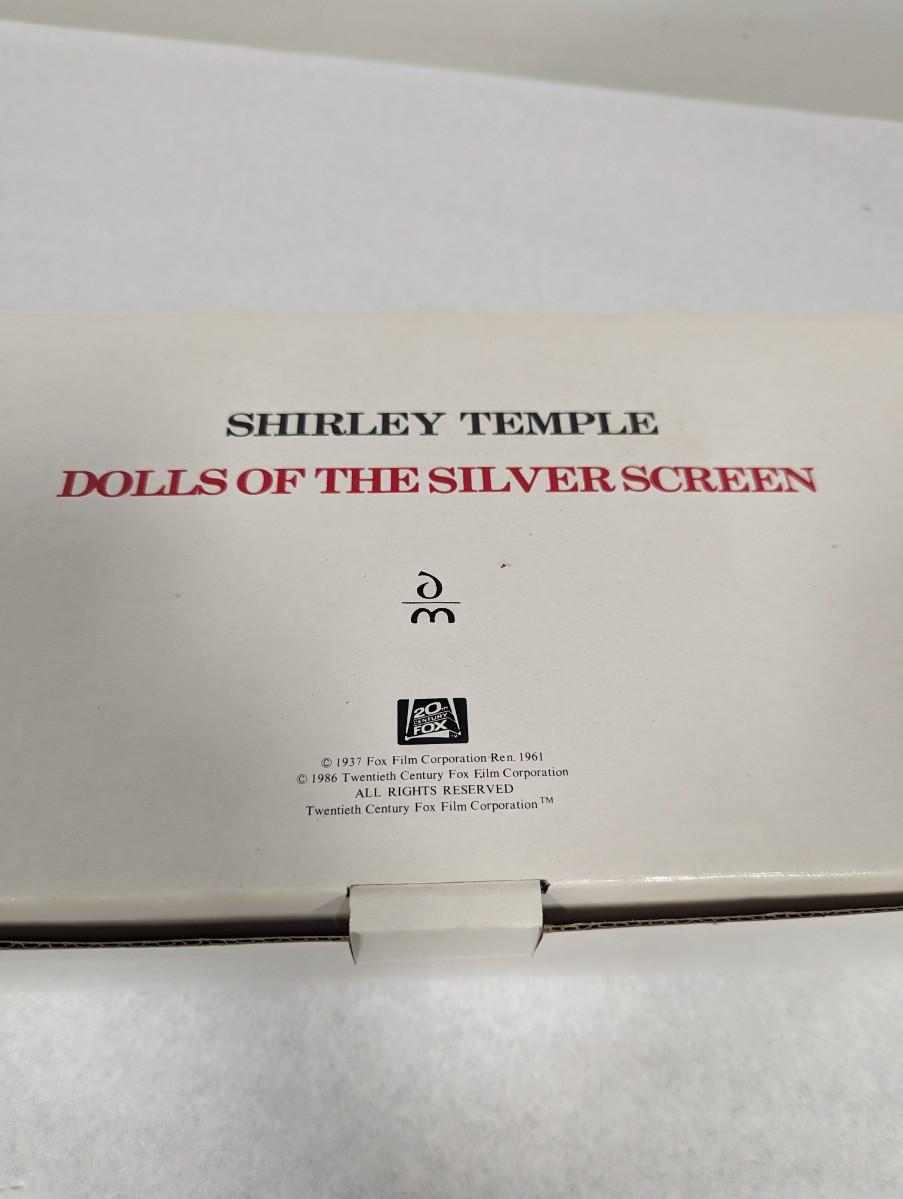 SHIRLEY TEMPLE
DOLLS OF THE SILVER SCREEN
d
m
20TH
CENTURY
FOX TM
© 1937 Fox Film Corporation Ren. 1961
© 1986 Twentieth Century Fox Film Corporation
ALL RIGHTS RESERVED
Twentieth Century Fox Film Corporation™